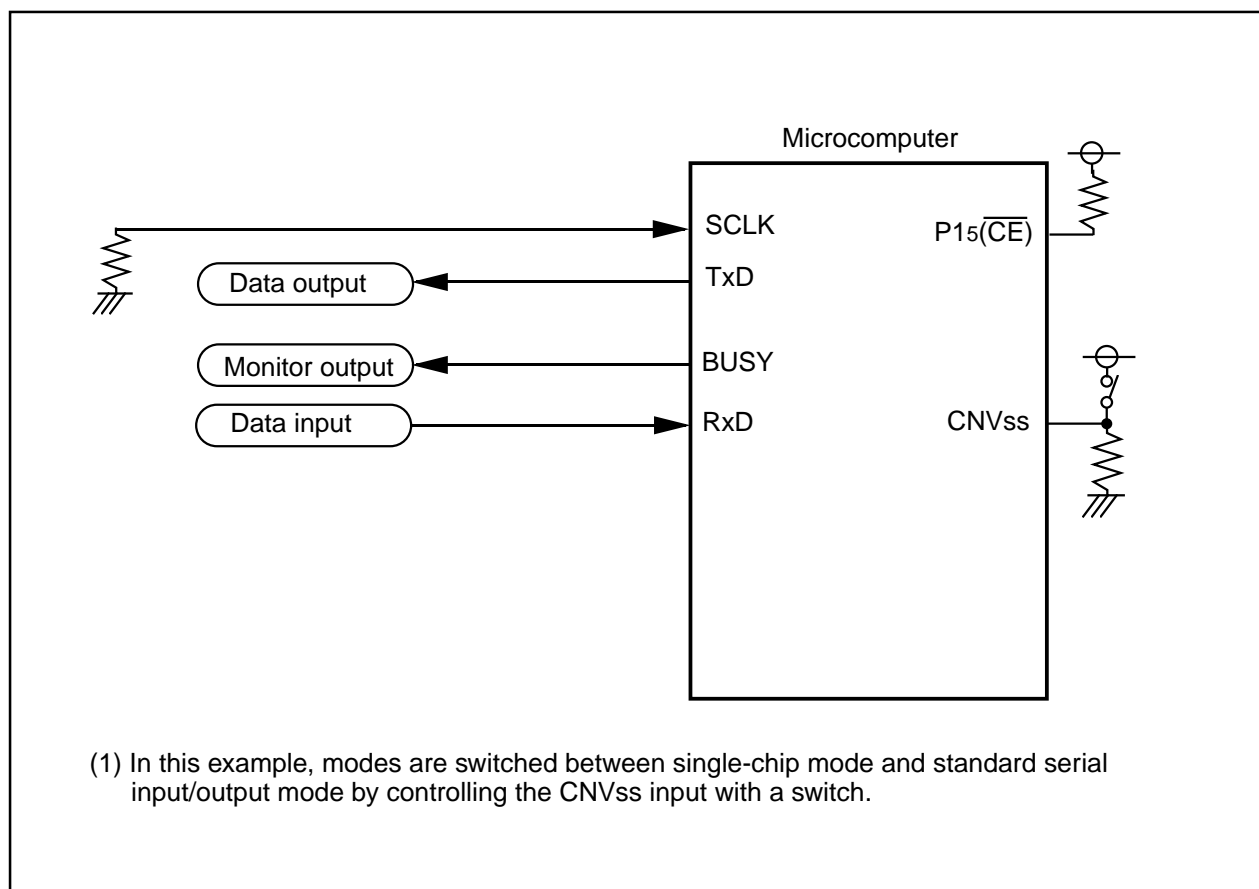 Microcomputer
SCLK
P15(CE)
Data output
TxD
Monitor output
BUSY
Data input
RxD
CNVss
(1) In this example, modes are switched between single-chip mode and standard serial
input/output mode by controlling the CNVss input with a switch.